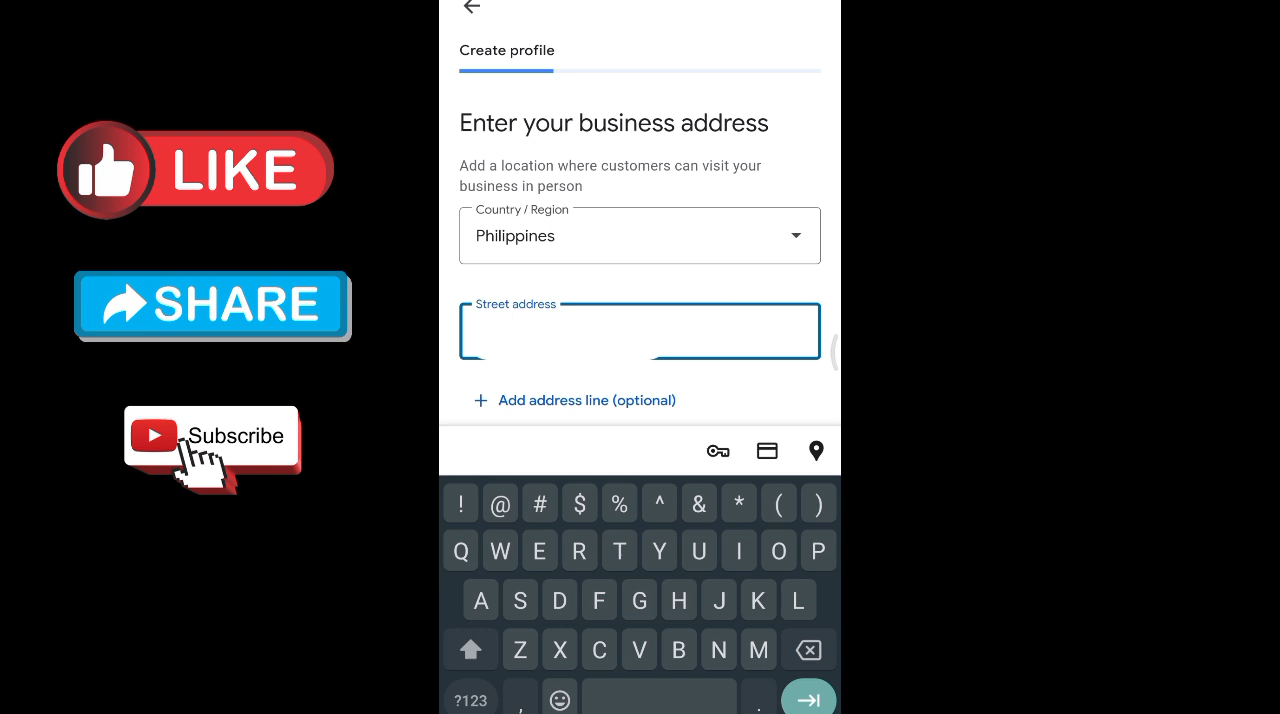 Create profile
Enter your business address
Add a location where customers can visit your
business in person
Country / Region
Philippines
Street address
+ Add address line (optional)
LIKE
SHARE
Subscribe
! @ # $ % ^ & * ( )
Q W E R T Y U I O P
A S D F G H J K L
Z X C V B N M
?123 , .